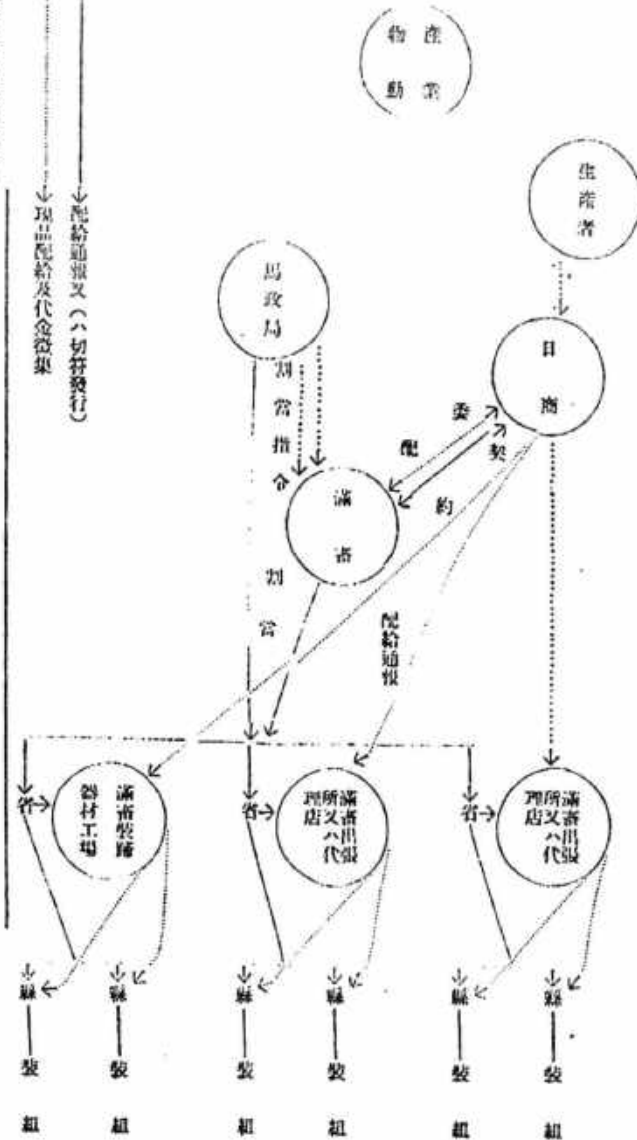 産業
物動
生産者
日商
馬政局
割當指令
委
配
契
約
滿畜
割當
配給通報
滿畜出張
所又ハ代
理店
省
滿畜出張
所又ハ代
理店
省
滿畜裝蹄
器材工場
省
縣
縣
縣
縣
縣
縣
裝組
裝組
裝組
裝組
裝組
裝組
配給通報又(ハ切符發行)
現品配給及代金徵集